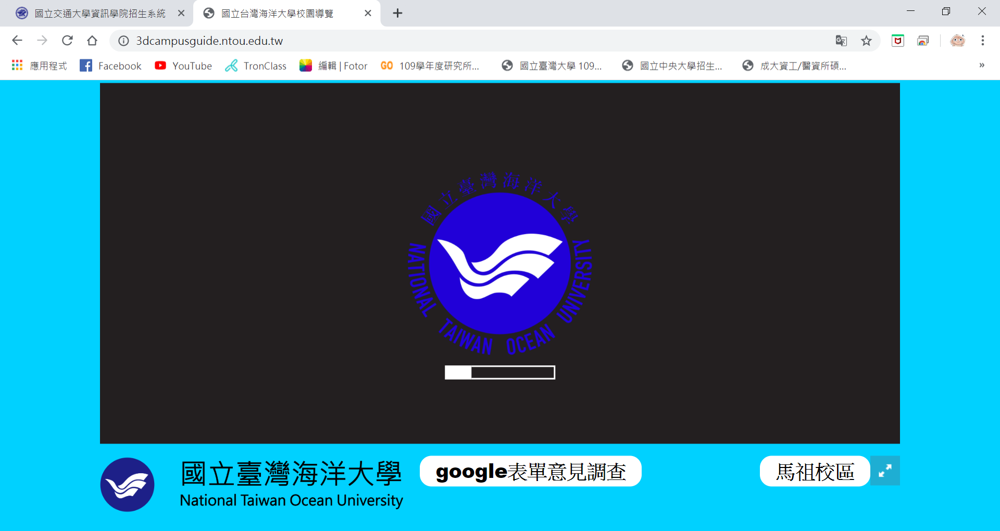 國立交通大學資訊學院招生系統
國立台灣海洋大學校園導覽
3dcampusguide.ntou.edu.tw
應用程式
Facebook
YouTube
TronClass
編輯 | Fotor
GO 109學年度研究所...
國立臺灣大學 109...
國立中央大學招生...
成大資工/醫資所碩...
»
國立臺灣海洋大學
NATIONAL TAIWAN OCEAN UNIVERSITY
國立臺灣海洋大學
National Taiwan Ocean University
google表單意見調查
馬祖校區